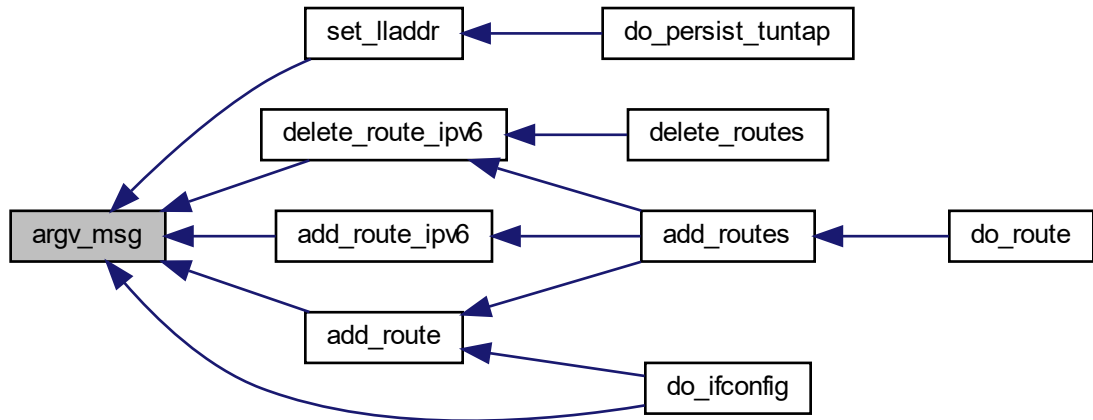 set_lladdr
do_persist_tuntap
delete_route_ipv6
delete_routes
argv_msg
add_route_ipv6
add_routes
do_route
add_route
do_ifconfig